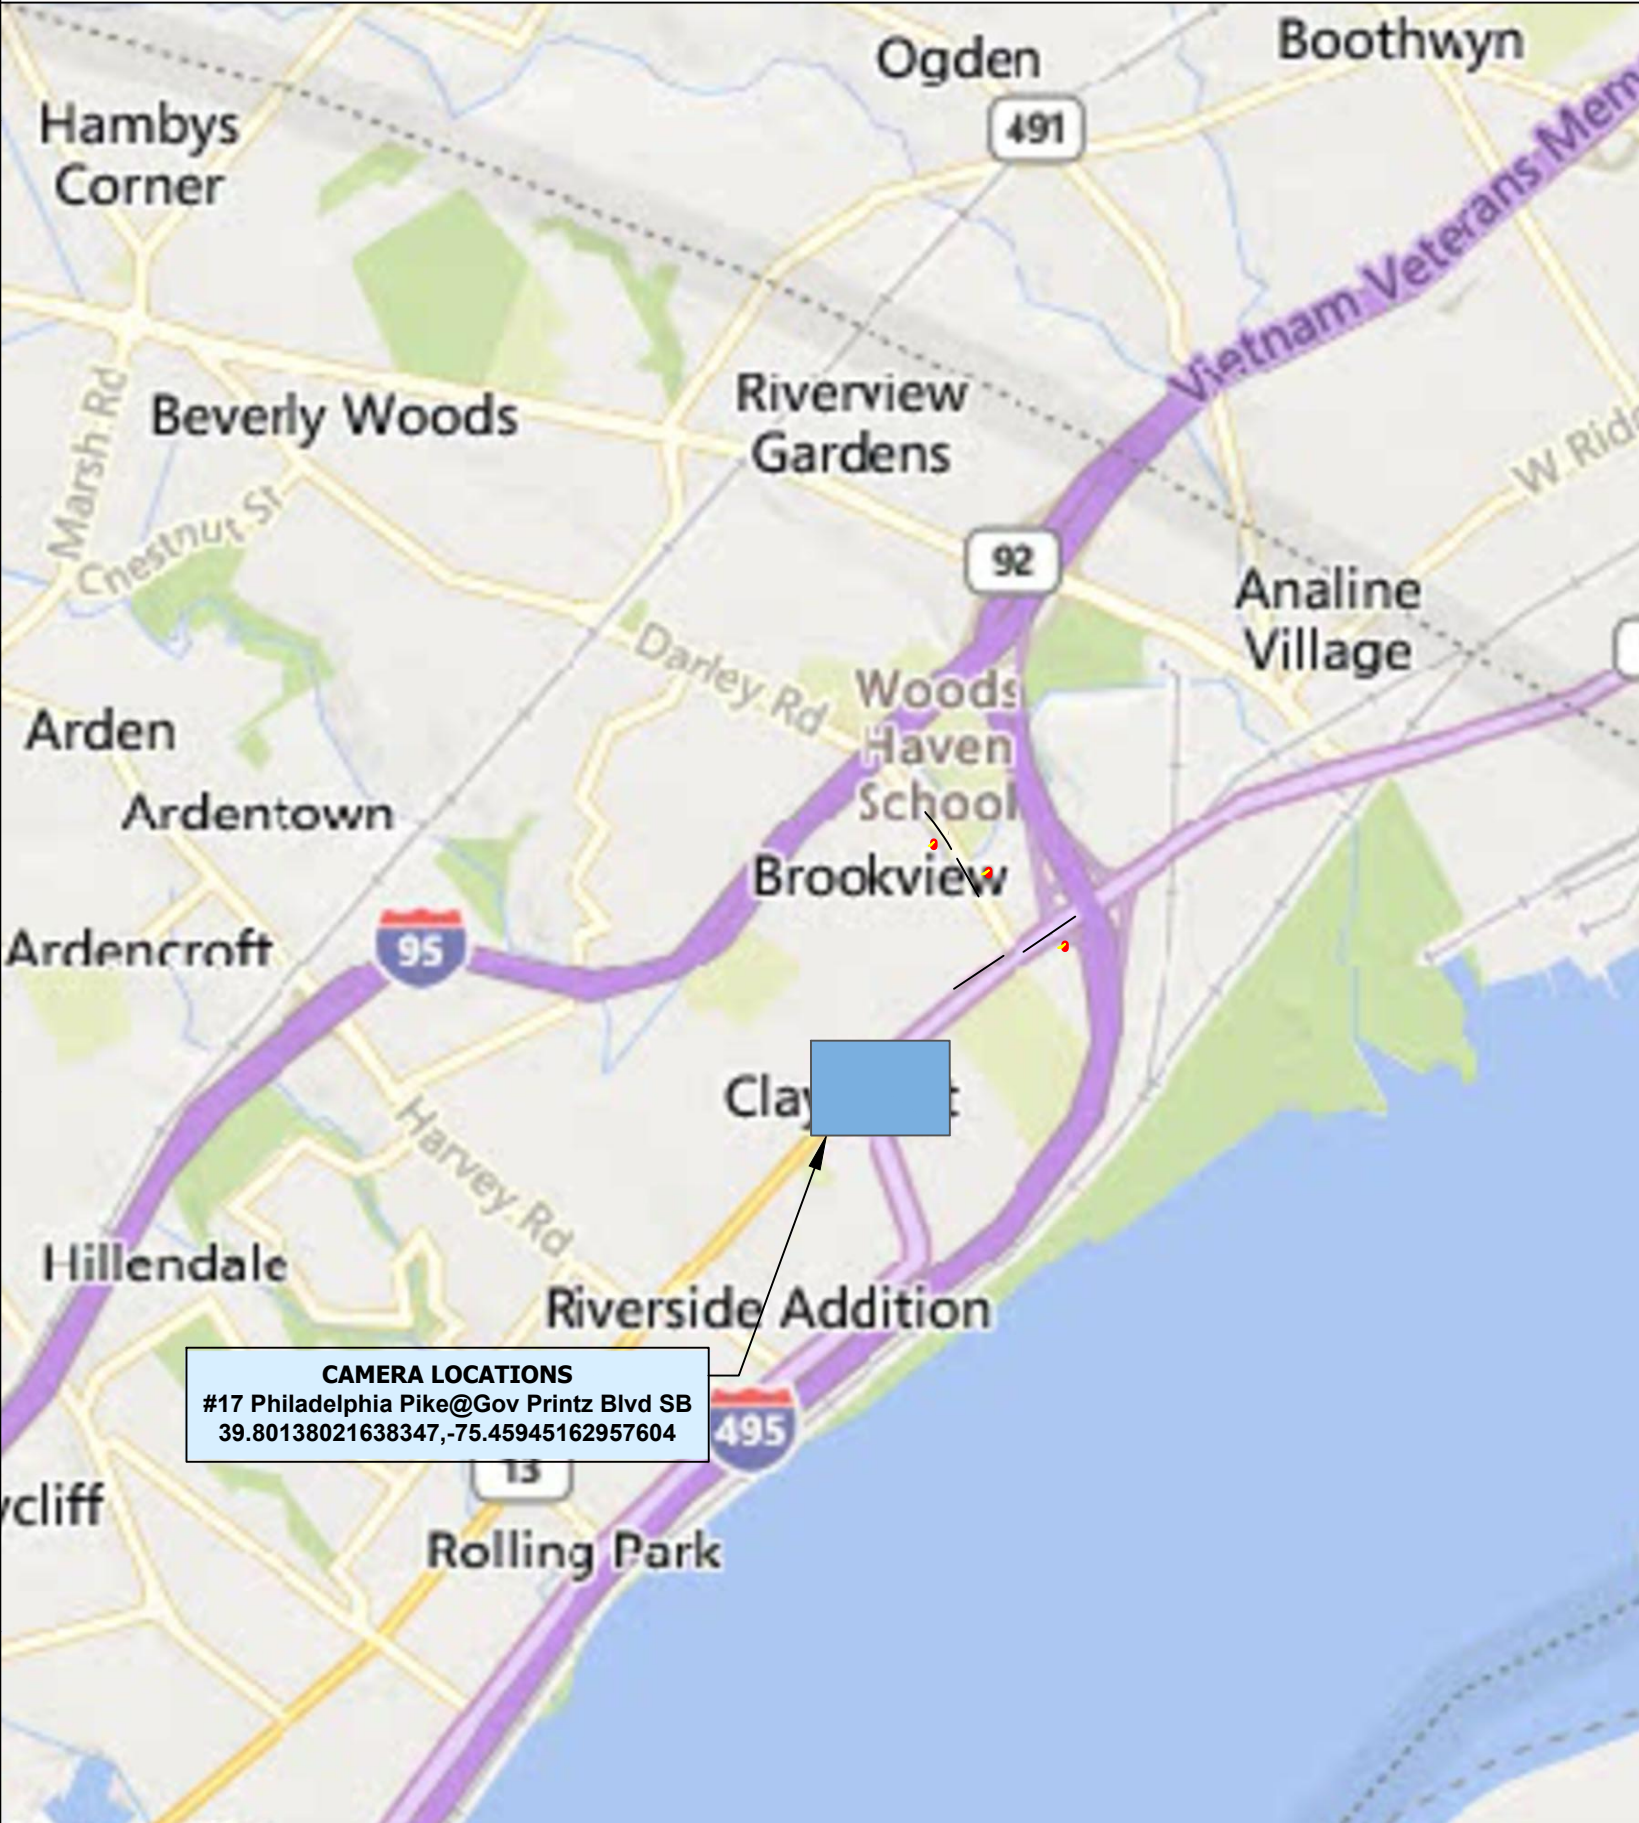 Ogden
Boothwyn
491
Hambys
Corner
Vietnam Veterans Mem
Marsh Rd
Beverly Woods
Riverview
Gardens
W Ridg
Cnestnut St
92
Analine
Village
Darley Rd
Woods
Haven
School
Arden
Ardentown
Brookview
95
Ardencroft
Clay
t
Harvey Rd
Hillendale
Riverside Addition
CAMERA LOCATIONS
#17 Philadelphia Pike@Gov Printz Blvd SB
39.80138021638347,-75.45945162957604
495
13
ycliff
Rolling Park